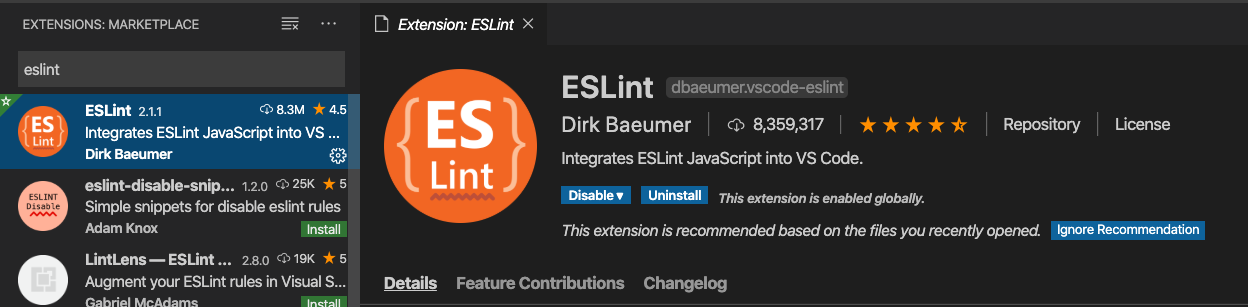 EXTENSIONS: MARKETPLACE
eslint
ESLint 2.1.1 8.3M 4.5
Integrates ESLint JavaScript into VS ...
Dirk Baeumer
eslint-disable-snip... 1.2.0 25K 5
Simple snippets for disable eslint rules
Adam Knox Install
LintLens — ESLint ... 2.8.0 19K 5
Augment your ESLint rules in Visual S...
Gabriel McAdams Install
ESLINT
Disable
Extension: ESLint
{ES}
Lint
ESLint dbaeumer.vscode-eslint
Dirk Baeumer 8,359,317 Repository License
Integrates ESLint JavaScript into VS Code.
Disable Uninstall This extension is enabled globally.
This extension is recommended based on the files you recently opened. Ignore Recommendation
Details Feature Contributions Changelog